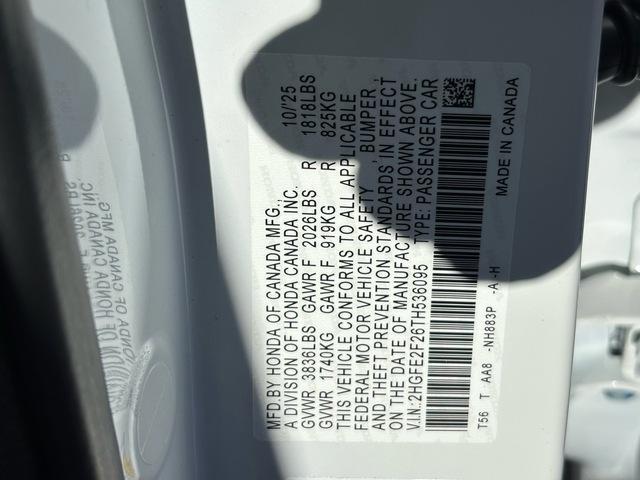 MFD.BY HONDA OF CANADA MFG., 10/'25
A DIVISION OF HONDA CANADA INC.
GVWR 3836LBS GAWR F 2026LBS R 1818LBS
GVWR 1740KG GAWR F 919KG R 825KG
THIS VEHICLE CONFORMS TO ALL APPLICABLE
FEDERAL MOTOR VEHICLE SAFETY , BUMPER ,
AND THEFT PREVENTION STANDARDS IN EFFECT
ON THE DATE OF MANUFACTURE SHOWN ABOVE.
V.I.N.:2HGFE2F26TH536095 TYPE: PASSENGER CAR
T56 T AA8 -NH883P -A -H
MADE IN CANADA